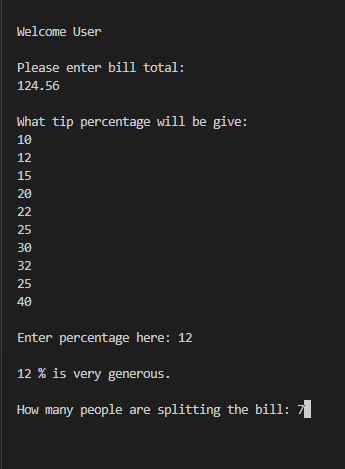 Welcome User
Please enter bill total:
124.56
What tip percentage will be give:
10
12
15
20
22
25
30
32
25
40
Enter percentage here: 12
12 % is very generous.
How many people are splitting the bill: 7